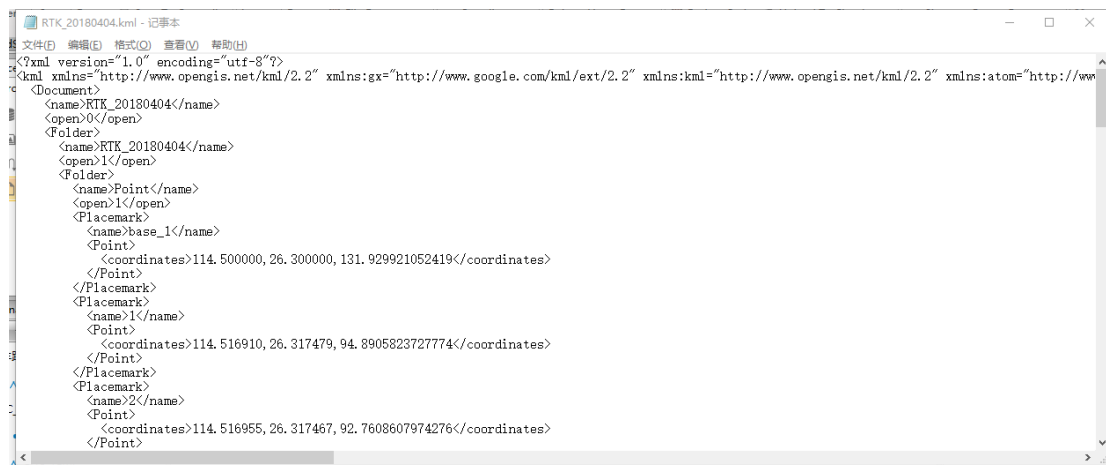 RTK_20180404.kml - 记事本
文件(F) 编辑(E) 格式(O) 查看(V) 帮助(H)
<?xml version="1.0" encoding="utf-8"?>
<kml xmlns="http://www.opengis.net/kml/2.2" xmlns:gx="http://www.google.com/kml/ext/2.2" xmlns:kml="http://www.opengis.net/kml/2.2" xmlns:atom="http://www
<Document>
<name>RTK_20180404</name>
<open>0</open>
<Folder>
<name>RTK_20180404</name>
<open>1</open>
<Folder>
<name>Point</name>
<open>1</open>
<Placemark>
<name>base_1</name>
<Point>
<coordinates>114.500000,26.300000,131.929921052419</coordinates>
</Point>
</Placemark>
<Placemark>
<name>1</name>
<Point>
<coordinates>114.516910,26.317479,94.8905823727774</coordinates>
</Point>
</Placemark>
<Placemark>
<name>2</name>
<Point>
<coordinates>114.516955,26.317467,92.7608607974276</coordinates>
</Point>